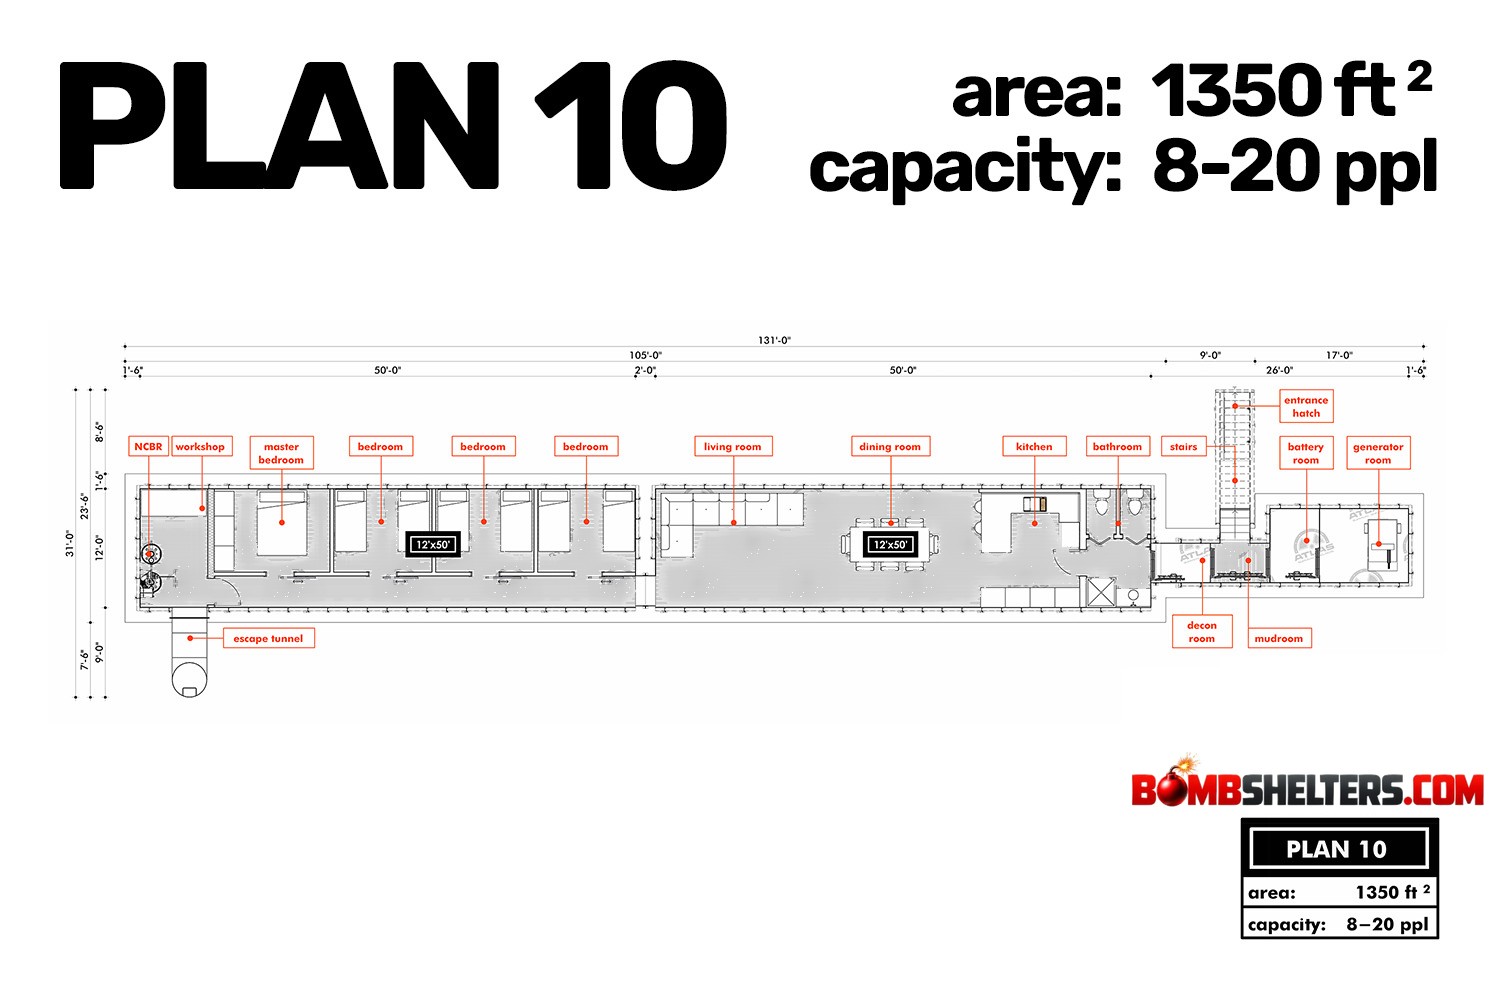 PLAN 10
area: 1350 ft²
capacity: 8-20 ppl
131'-0"
105'-0"
9'-0"
17'-0"
1'-6"
50'-0"
2'-0"
50'-0"
26'-0"
1'-6"
entrance
hatch
NCBR
workshop
master
bedroom
bedroom
bedroom
bedroom
living room
dining room
kitchen
bathroom
stairs
battery
room
generator
room
8'-6"
1'-6"
23'-6"
31'-0"
12'-0"
7'-6"
9'-0"
12'x50'
12'x50'
ATLAS
ATLAS
escape tunnel
decon
room
mudroom
BOMBSHELTERS.COM
PLAN 10
area: 1350 ft²
capacity: 8–20 ppl